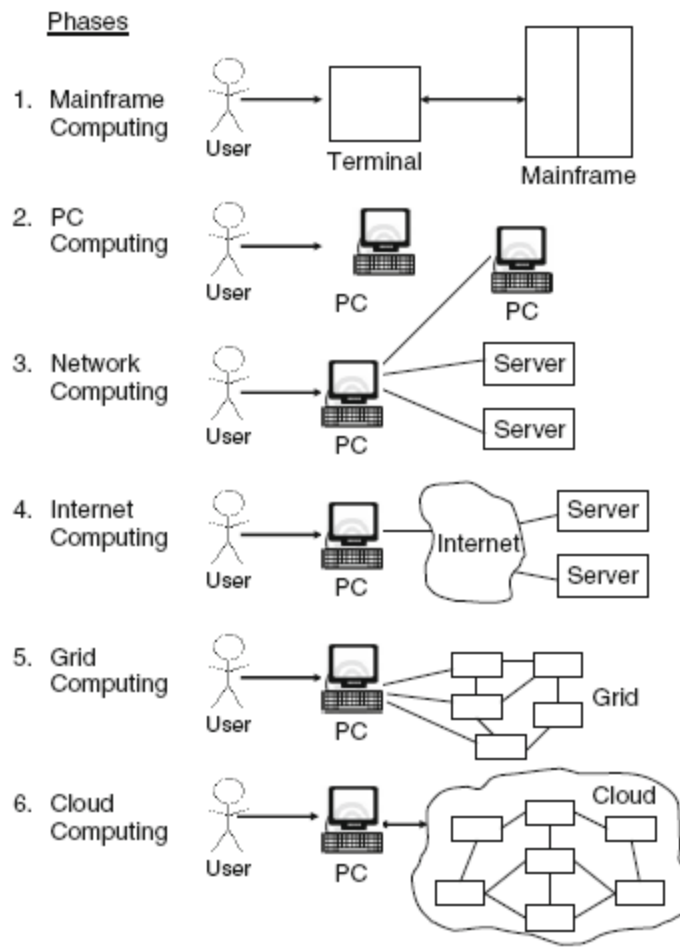 Phases
1. Mainframe
Computing
User
Terminal
Mainframe
2. PC
Computing
User
PC
PC
3. Network
Computing
User
PC
Server
Server
4. Internet
Computing
User
PC
Internet
Server
Server
5. Grid
Computing
User
PC
Grid
6. Cloud
Computing
User
PC
Cloud